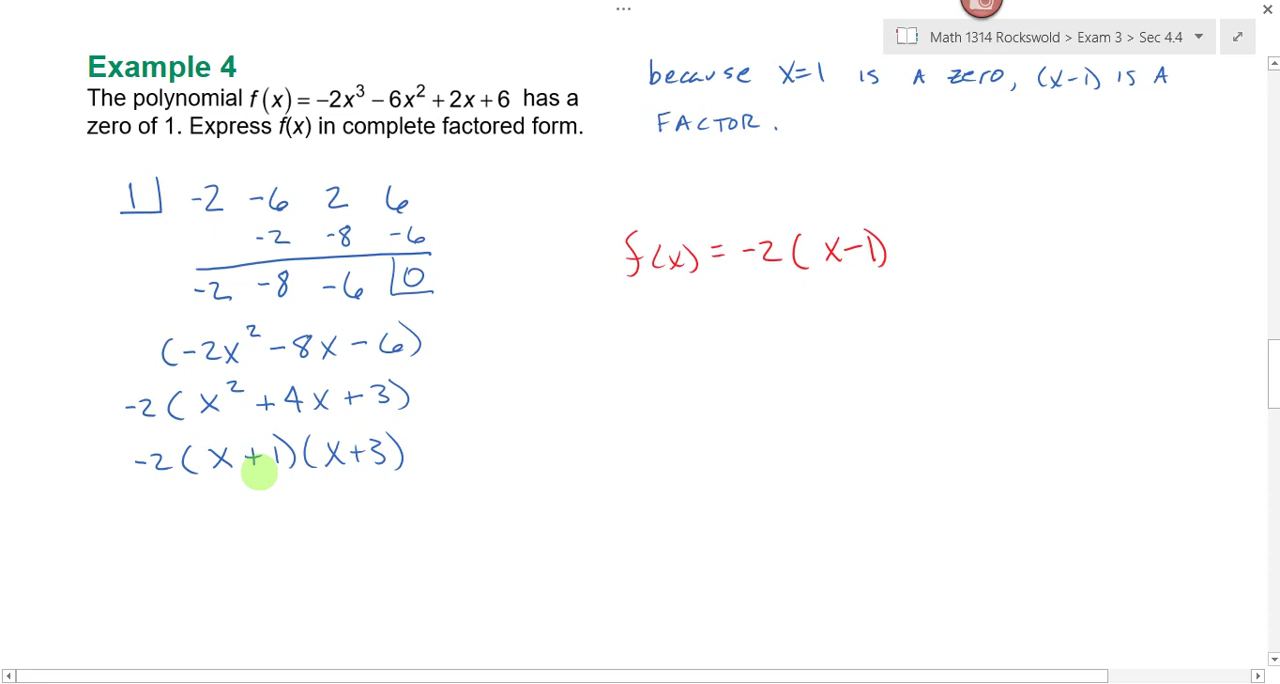 ...
Math 1314 Rockswold > Exam 3 > Sec 4.4
Example 4
The polynomial f(x) = −2x³ − 6x² + 2x + 6 has a
zero of 1. Express f(x) in complete factored form.
1 -2 -6 2 6
-2 -8 -6
-2 -8 -6 0
(-2x² - 8x - 6)
-2(x² + 4x + 3)
-2(x+1)(x+3)
because x=1 is A zero, (x-1) is A
FACTOR.
f(x) = -2(x-1)